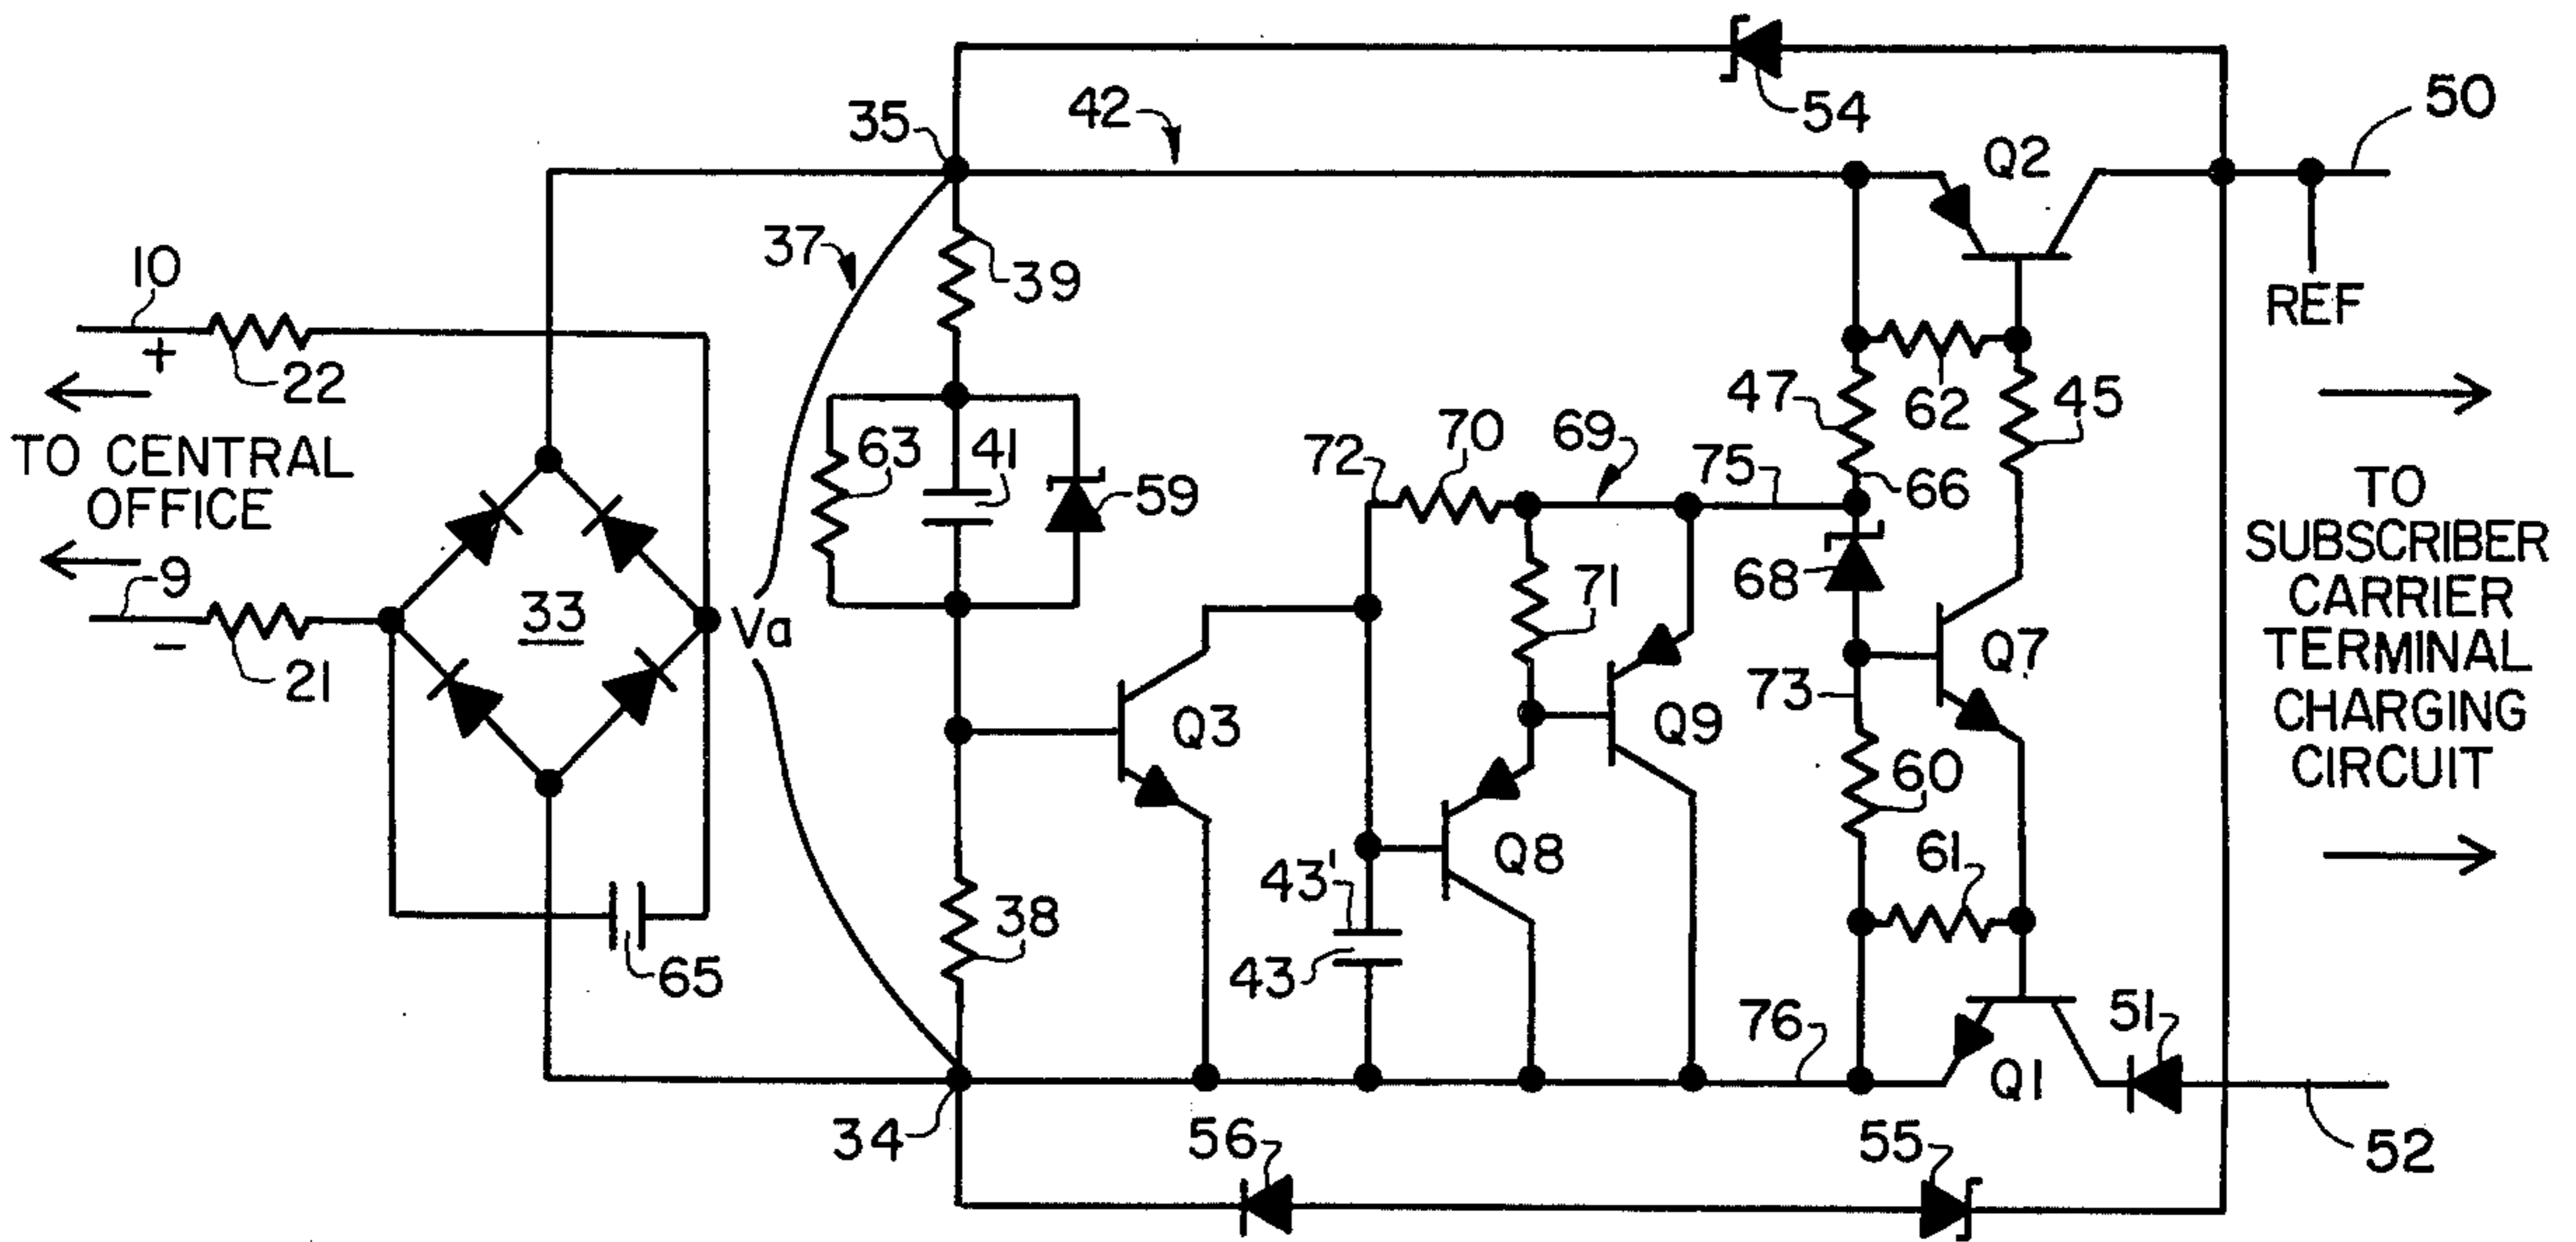 54
50
42
35
Q2
37
10
39
REF
+
22
47
62
45
TO CENTRAL
OFFICE
63
41
59
72
70
69
75
66
TO
SUBSCRIBER
CARRIER
TERMINAL
CHARGING
CIRCUIT
9
33
Va
71
68
Q7
-
21
Q3
Q9
73
60
43'
Q8
61
38
43
65
76
51
Q1
34
56
55
52